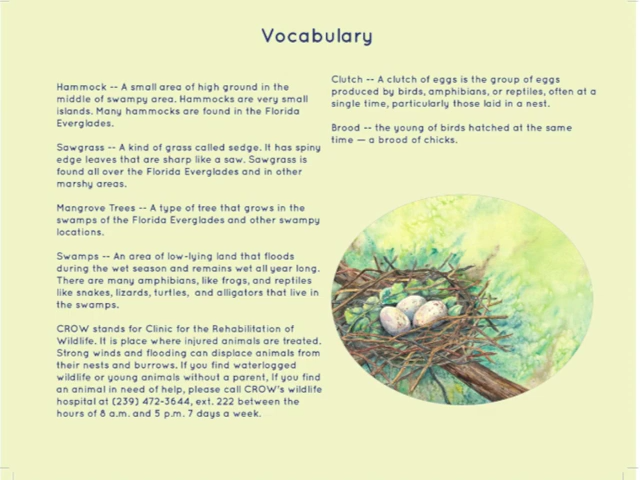 Vocabulary
Hammock -- A small area of high ground in the
middle of swampy area. Hammocks are very small
islands. Many hammocks are found in the Florida
Everglades.
Sawgrass -- A kind of grass called sedge. It has spiny
edge leaves that are sharp like a saw. Sawgrass is
found all over the Florida Everglades and in other
marshy areas.
Mangrove Trees -- A type of tree that grows in the
swamps of the Florida Everglades and other swampy
locations.
Swamps -- An area of low-lying land that floods
during the wet season and remains wet all year long.
There are many amphibians, like frogs, and reptiles
like snakes, lizards, turtles, and alligators that live in
the swamps.
CROW stands for Clinic for the Rehabilitation of
Wildlife. It is place where injured animals are treated.
Strong winds and flooding can displace animals from
their nests and burrows. If you find waterlogged
wildlife or young animals without a parent, If you find
an animal in need of help, please call CROW's wildlife
hospital at (239) 472-3644, ext. 222 between the
hours of 8 a.m. and 5 p.m. 7 days a week.
Clutch -- A clutch of eggs is the group of eggs
produced by birds, amphibians, or reptiles, often at a
single time, particularly those laid in a nest.
Brood -- the young of birds hatched at the same
time — a brood of chicks.